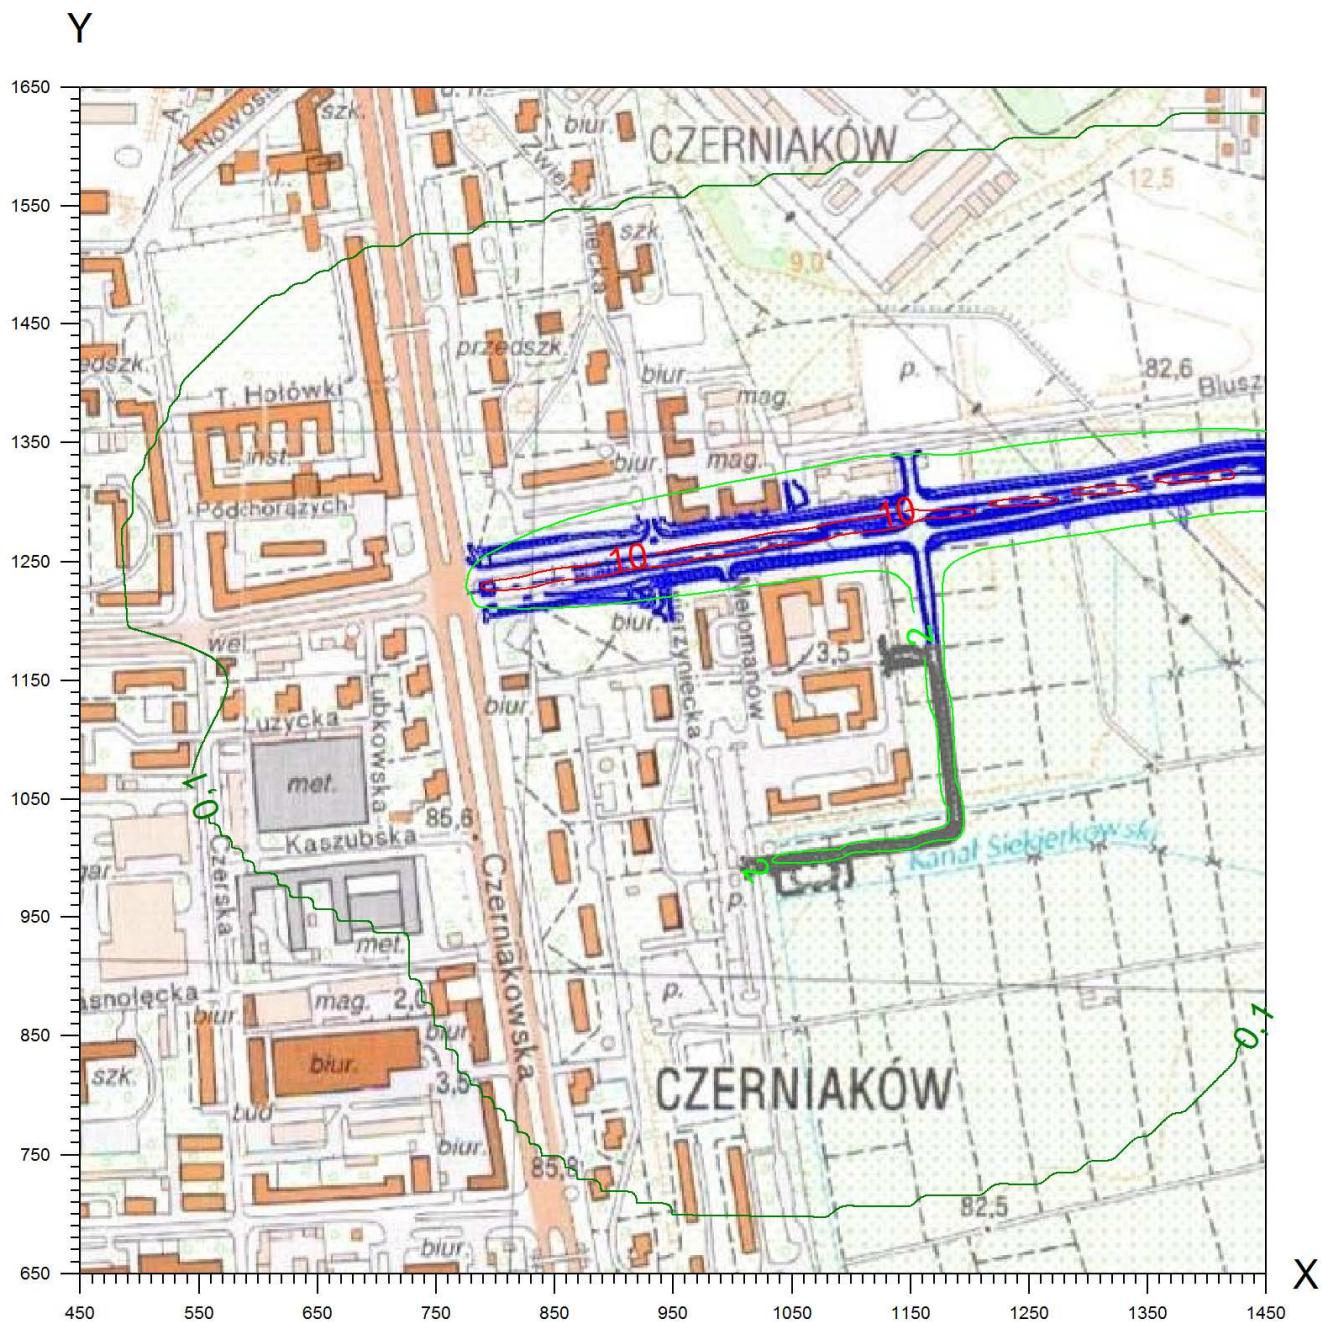 Y
1650
1550
1450
1350
1250
1150
1050
950
850
750
650
450
550
650
750
850
950
1050
1150
1250
1350
1450
X
szk.
biur.
CZERNIAKÓW
12,5
szk.
9,0
przedszk.
biur.
p.
82,6
T. Hołówki
mag.
inst.
biur.
mag.
Podchorążych
10
10
wel.
biur.
2
3,5
Melomanów
Łużycka
biur.
met.
Kaszubska
85,6
Czerniakowska
Kanał Siekierkowski
2
1,0
Czerska
p.
met.
mag.
2,0
biur.
biur.
p.
biur.
szk.
3,5
CZERNIAKÓW
0.1
biur.
85,8
82,5
biur.